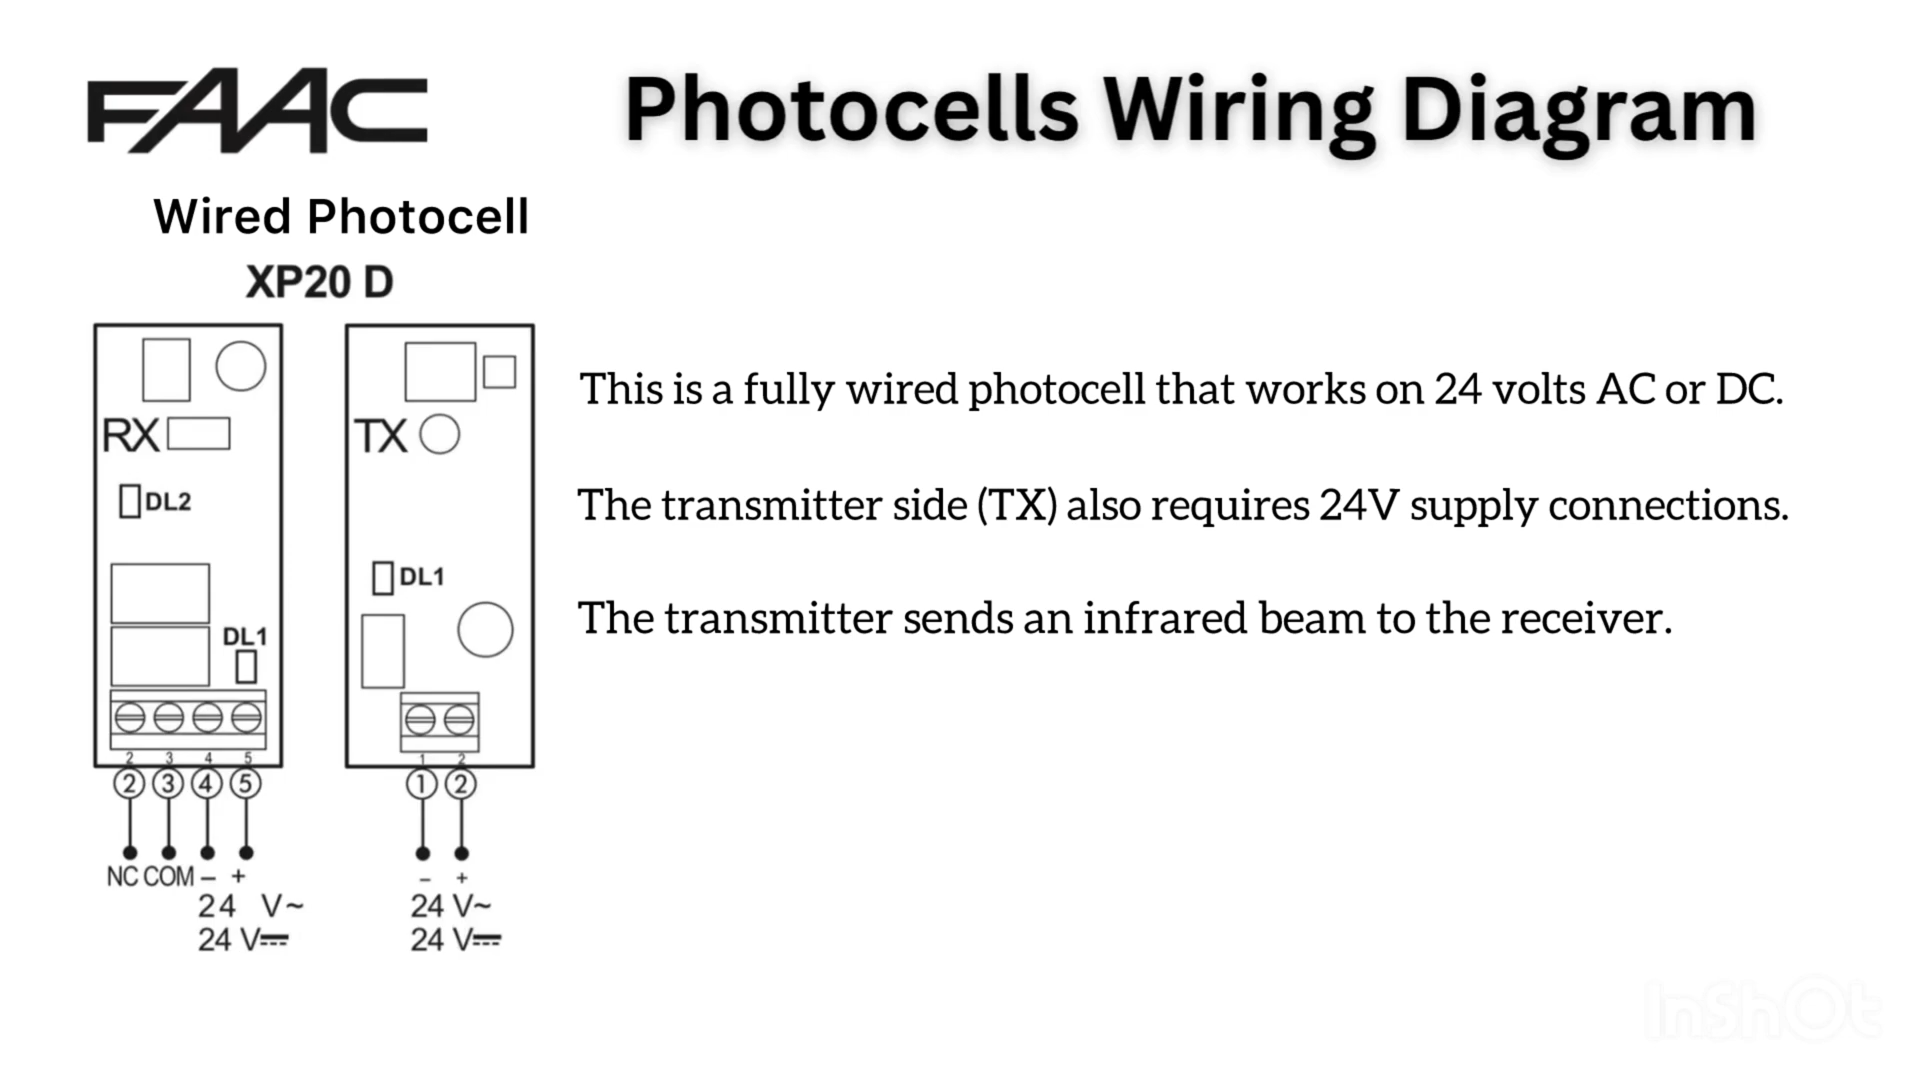 FAAC
Photocells Wiring Diagram
Wired Photocell
XP20 D
This is a fully wired photocell that works on 24 volts AC or DC.
RX
TX
DL2
The transmitter side (TX) also requires 24V supply connections.
DL1
The transmitter sends an infrared beam to the receiver.
DL1
2 3 4 5
1 2
2 3 4 5
1 2
NC COM – +
– +
24 V~
24 V~
24 V⎓
24 V⎓
InShOt